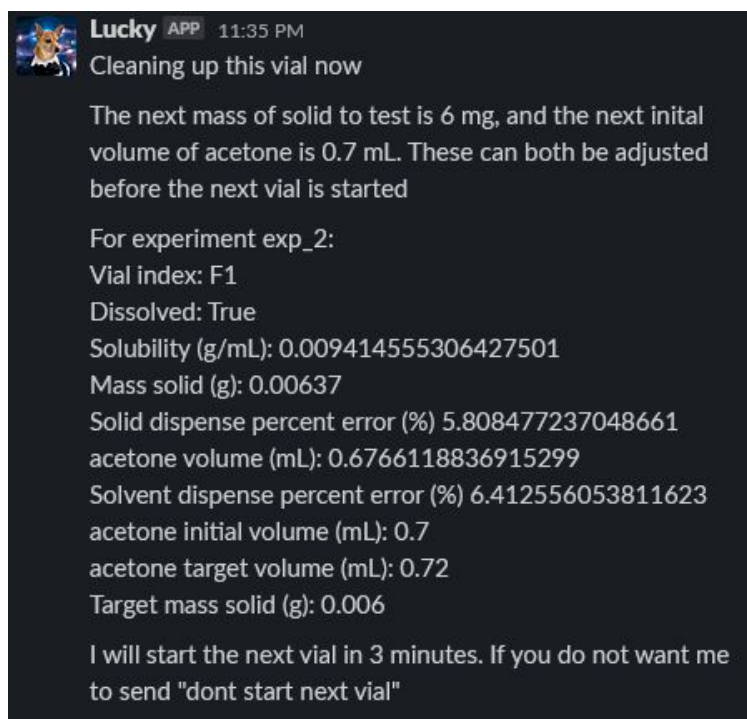 Lucky APP 11:35 PM
Cleaning up this vial now
The next mass of solid to test is 6 mg, and the next inital
volume of acetone is 0.7 mL. These can both be adjusted
before the next vial is started
For experiment exp_2:
Vial index: F1
Dissolved: True
Solubility (g/mL): 0.009414555306427501
Mass solid (g): 0.00637
Solid dispense percent error (%) 5.808477237048661
acetone volume (mL): 0.6766118836915299
Solvent dispense percent error (%) 6.412556053811623
acetone initial volume (mL): 0.7
acetone target volume (mL): 0.72
Target mass solid (g): 0.006
I will start the next vial in 3 minutes. If you do not want me
to send "dont start next vial"